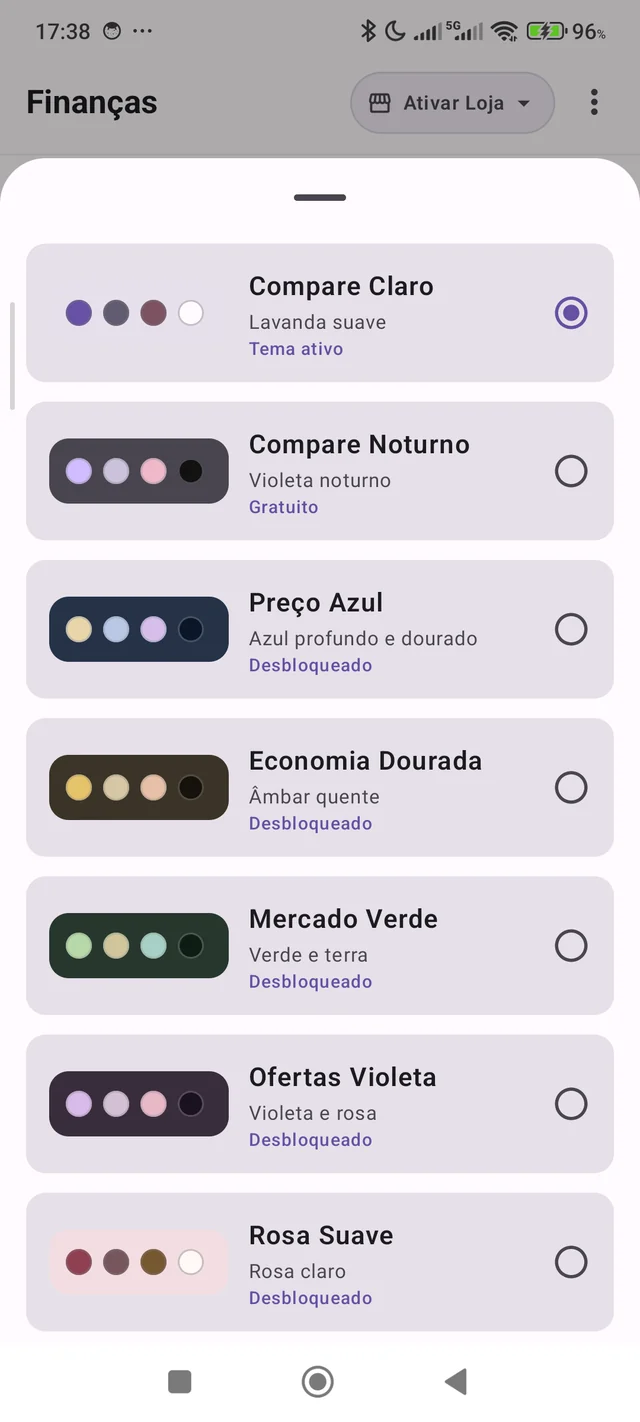 17:38
5G
96%
Finanças
Ativar Loja
Compare Claro
Lavanda suave
Tema ativo
Compare Noturno
Violeta noturno
Gratuito
Preço Azul
Azul profundo e dourado
Desbloqueado
Economia Dourada
Âmbar quente
Desbloqueado
Mercado Verde
Verde e terra
Desbloqueado
Ofertas Violeta
Violeta e rosa
Desbloqueado
Rosa Suave
Rosa claro
Desbloqueado